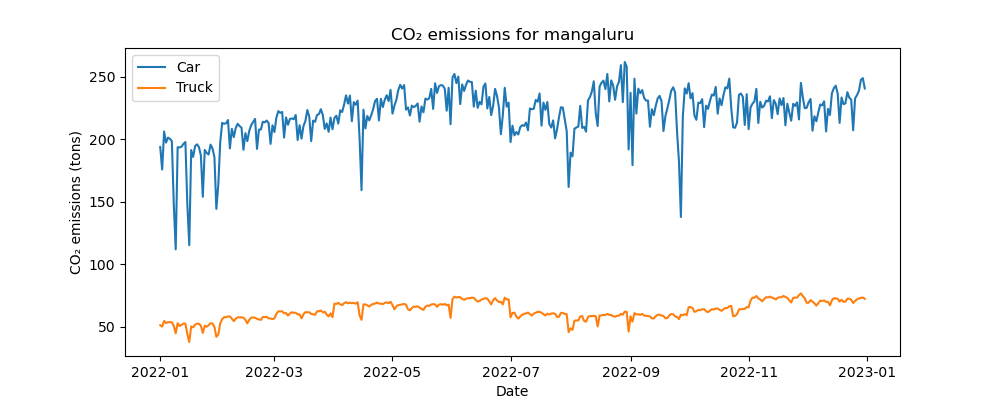 CO₂ emissions for mangaluru
Car
Truck
CO₂ emissions (tons)
250
200
150
100
50
2022-01 2022-03 2022-05 2022-07 2022-09 2022-11 2023-01
Date